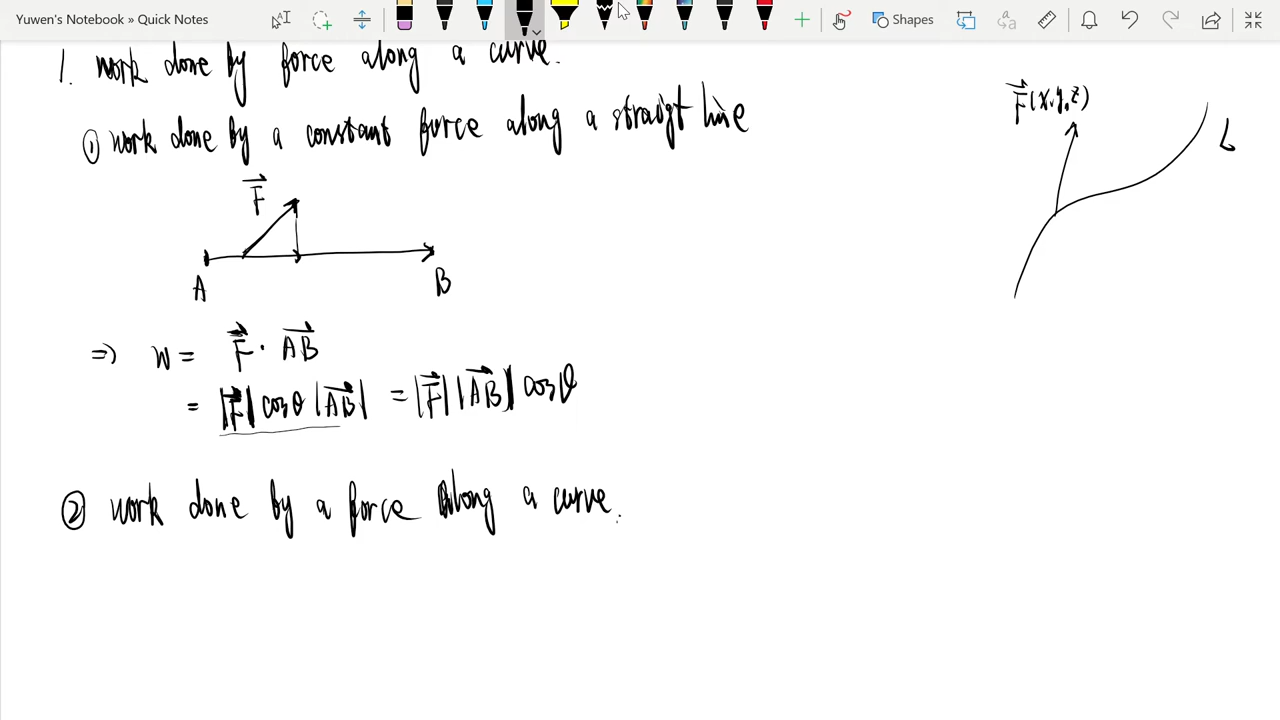 Yuwen's Notebook » Quick Notes
Shapes
1. work done by force along a curve.
① work done by a constant force along a straigt line
F⃗
A
B
F⃗(x,y,z)
L
⇒ W = F⃗ · AB⃗
= |F⃗| cosθ |AB⃗| = |F⃗| |AB⃗| cosθ
② work done by a force along a curve.